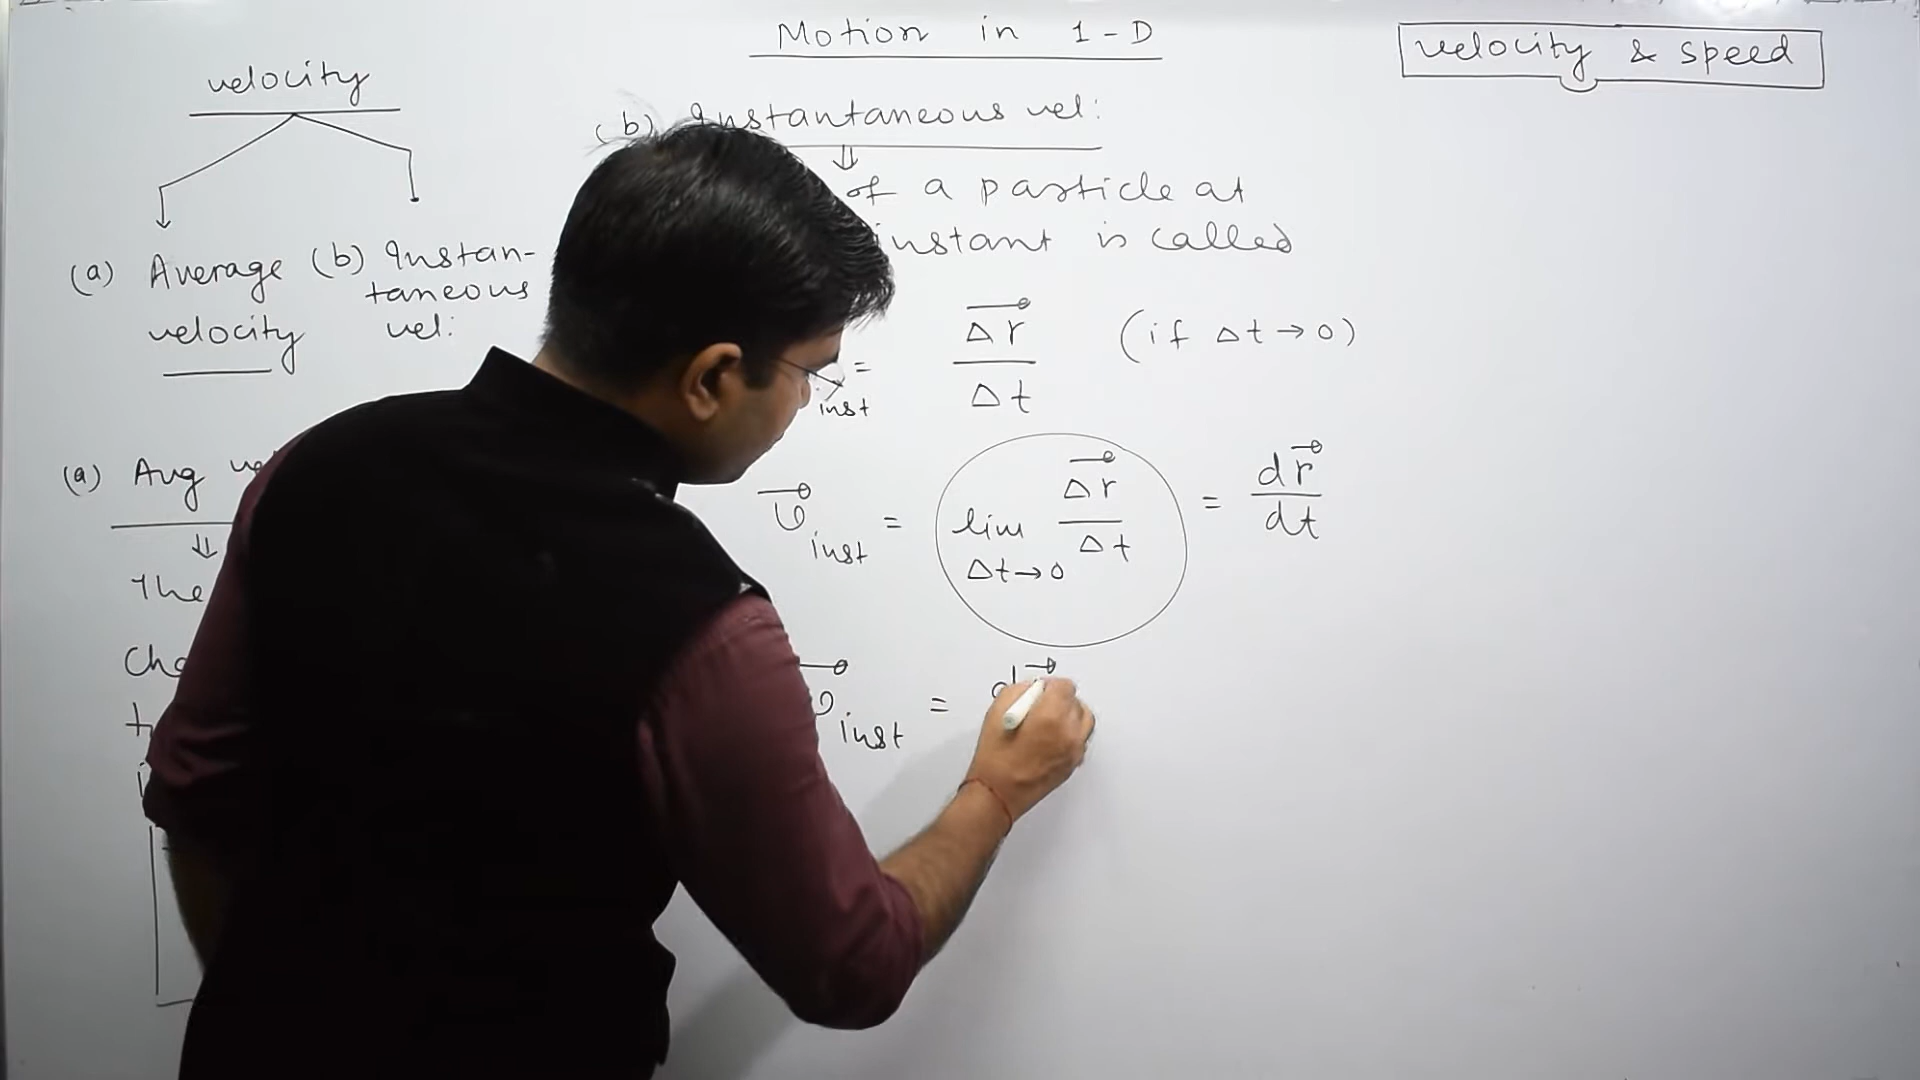 Motion in 1-D
velocity & speed
velocity
(a) Average velocity
(b) Instan-
taneous
vel:
(a) Avg
The
(b) Instantaneous vel:
⇓
of a particle at
instant is called
inst = Δr⃗ / Δt (if Δt → 0)
v⃗ inst = lim Δt→0 Δr⃗ / Δt = dr⃗ / dt
v⃗ inst = d